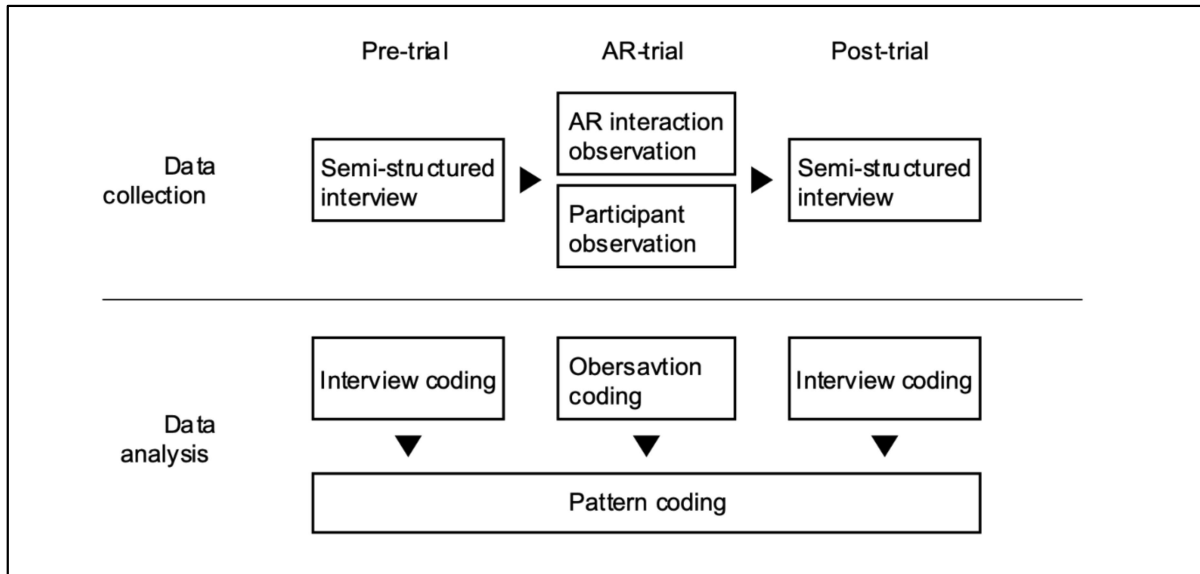 Pre-trial
AR-trial
Post-trial
Data
collection
Semi-structured
interview
AR interaction
observation
Participant
observation
Semi-structured
interview
Data
analysis
Interview coding
Obersavtion
coding
Interview coding
Pattern coding